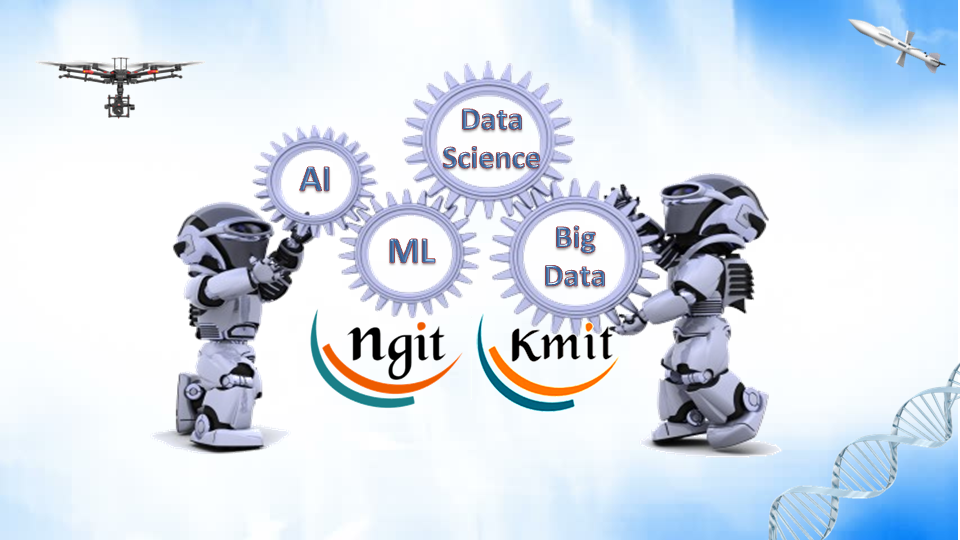 Data
Science
AI
ML
Big
Data
Ngit
Kmit